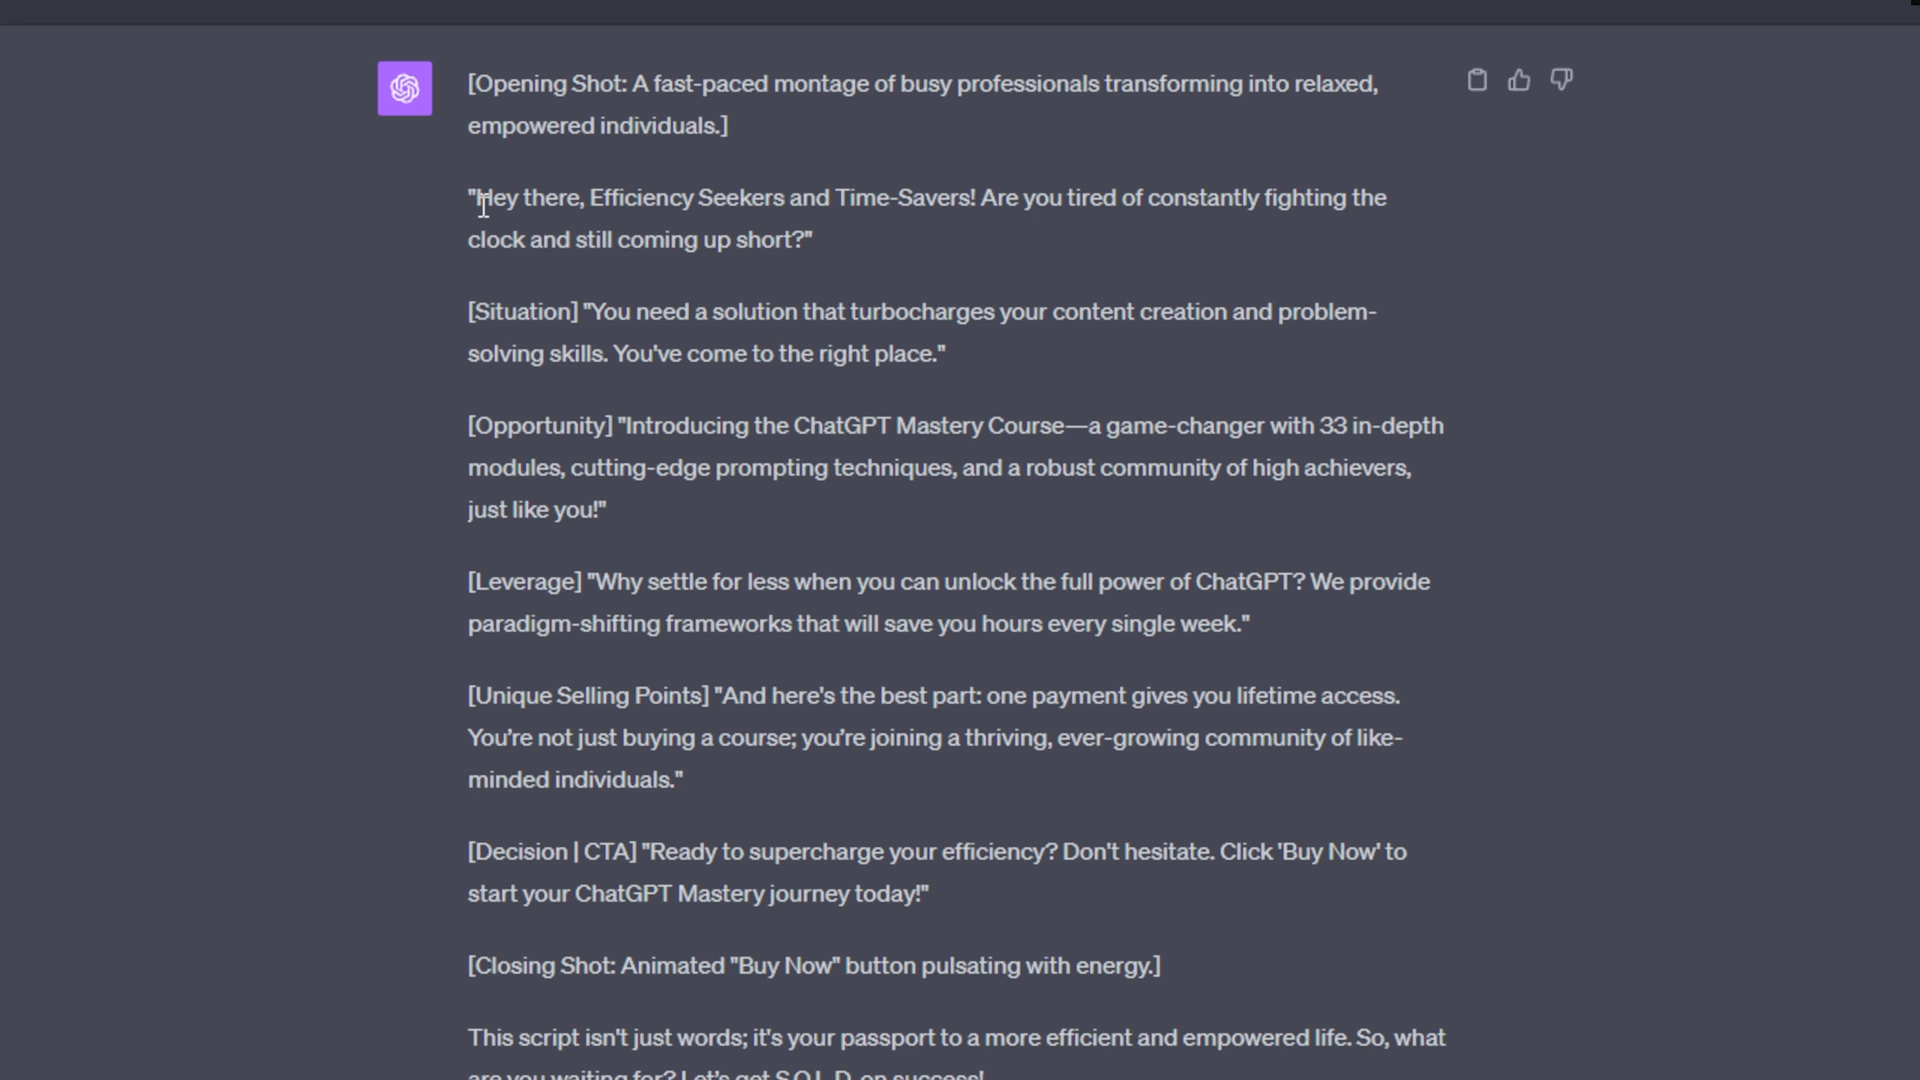 [Opening Shot: A fast-paced montage of busy professionals transforming into relaxed,
empowered individuals.]
"Hey there, Efficiency Seekers and Time-Savers! Are you tired of constantly fighting the
clock and still coming up short?"
[Situation] "You need a solution that turbocharges your content creation and problem-
solving skills. You've come to the right place."
[Opportunity] "Introducing the ChatGPT Mastery Course—a game-changer with 33 in-depth
modules, cutting-edge prompting techniques, and a robust community of high achievers,
just like you!"
[Leverage] "Why settle for less when you can unlock the full power of ChatGPT? We provide
paradigm-shifting frameworks that will save you hours every single week."
[Unique Selling Points] "And here's the best part: one payment gives you lifetime access.
You're not just buying a course; you're joining a thriving, ever-growing community of like-
minded individuals."
[Decision | CTA] "Ready to supercharge your efficiency? Don't hesitate. Click 'Buy Now' to
start your ChatGPT Mastery journey today!"
[Closing Shot: Animated "Buy Now" button pulsating with energy.]
This script isn't just words; it's your passport to a more efficient and empowered life. So, what
are you waiting for? Let's get S.O.L.D. on success!